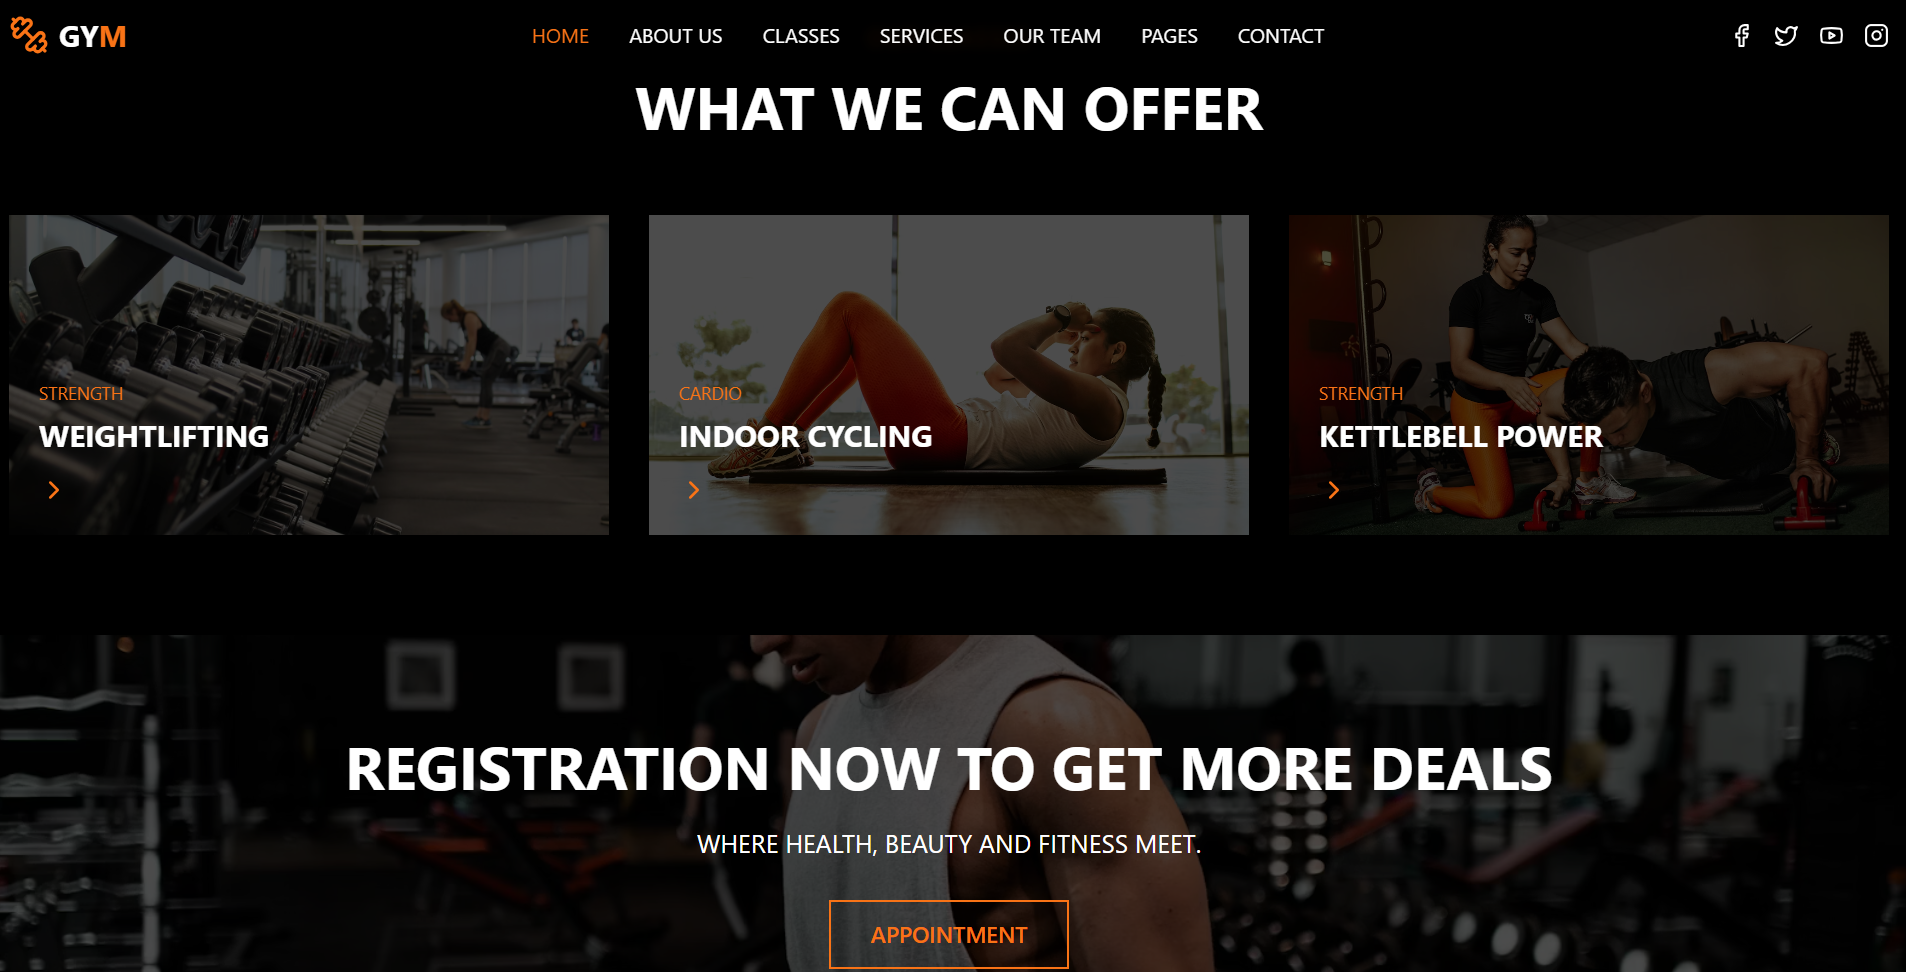 GYM
HOME ABOUT US CLASSES SERVICES OUR TEAM PAGES CONTACT
WHAT WE CAN OFFER
STRENGTH
WEIGHTLIFTING
CARDIO
INDOOR CYCLING
STRENGTH
KETTLEBELL POWER
REGISTRATION NOW TO GET MORE DEALS
WHERE HEALTH, BEAUTY AND FITNESS MEET.
APPOINTMENT